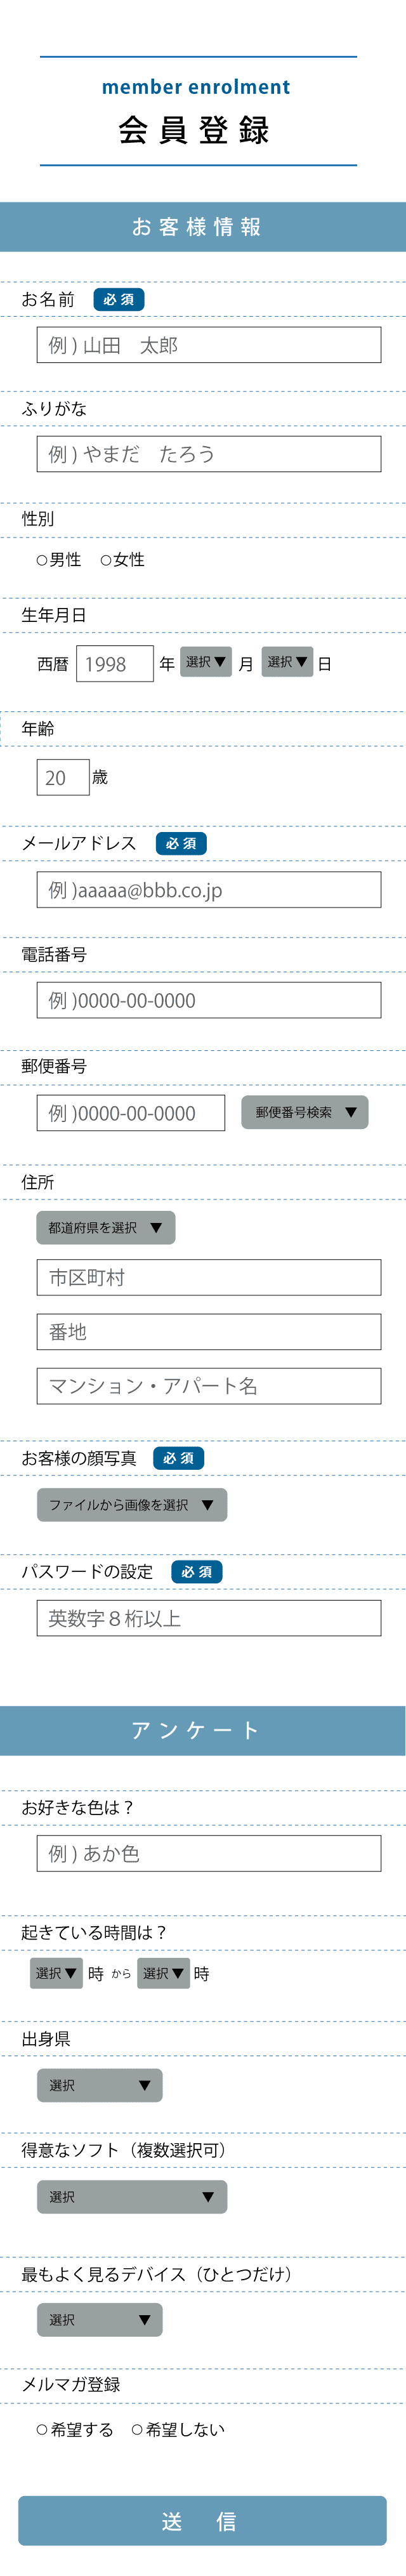 member enrolment
会員登録
お客様情報
お名前 必須
例 ) 山田　太郎
ふりがな
例 ) やまだ　たろう
性別
○男性 ○女性
生年月日
西暦 1998 年 選択▼ 月 選択▼ 日
年齢
20 歳
メールアドレス 必須
例 )aaaaa@bbb.co.jp
電話番号
例 )0000-00-0000
郵便番号
例 )0000-00-0000 郵便番号検索 ▼
住所
都道府県を選択 ▼
市区町村
番地
マンション・アパート名
お客様の顔写真 必須
ファイルから画像を選択 ▼
パスワードの設定 必須
英数字８桁以上
アンケート
お好きな色は？
例 ) あか色
起きている時間は？
選択▼ 時 から 選択▼ 時
出身県
選択 ▼
得意なソフト（複数選択可）
選択 ▼
最もよく見るデバイス（ひとつだけ）
選択 ▼
メルマガ登録
○希望する ○希望しない
送　信